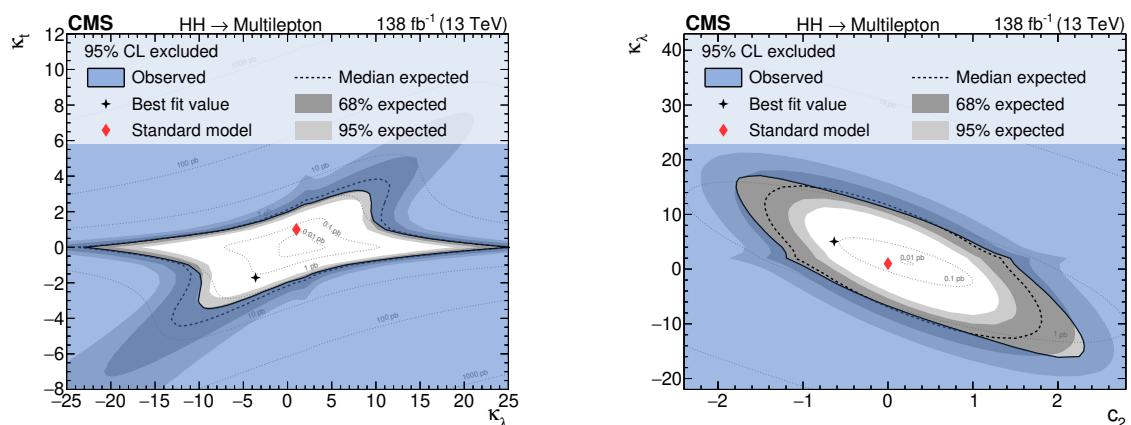 CMS HH → Multilepton 138 fb⁻¹ (13 TeV)
κt
12
10
8
6
4
2
0
−2
−4
−6
−8
95% CL excluded
Observed
Median expected
Best fit value
68% expected
Standard model
95% expected
1000 pb
100 pb
10 pb
0.1 pb
0.01 pb
1 pb
10 pb
100 pb
1000 pb
−25 −20 −15 −10 −5 0 5 10 15 20 25
κλ
CMS HH → Multilepton 138 fb⁻¹ (13 TeV)
κλ
40
30
20
10
0
−10
−20
95% CL excluded
Observed
Median expected
Best fit value
68% expected
Standard model
95% expected
10 pb
0.01 pb
0.1 pb
1 pb
−2 −1 0 1 2
c2